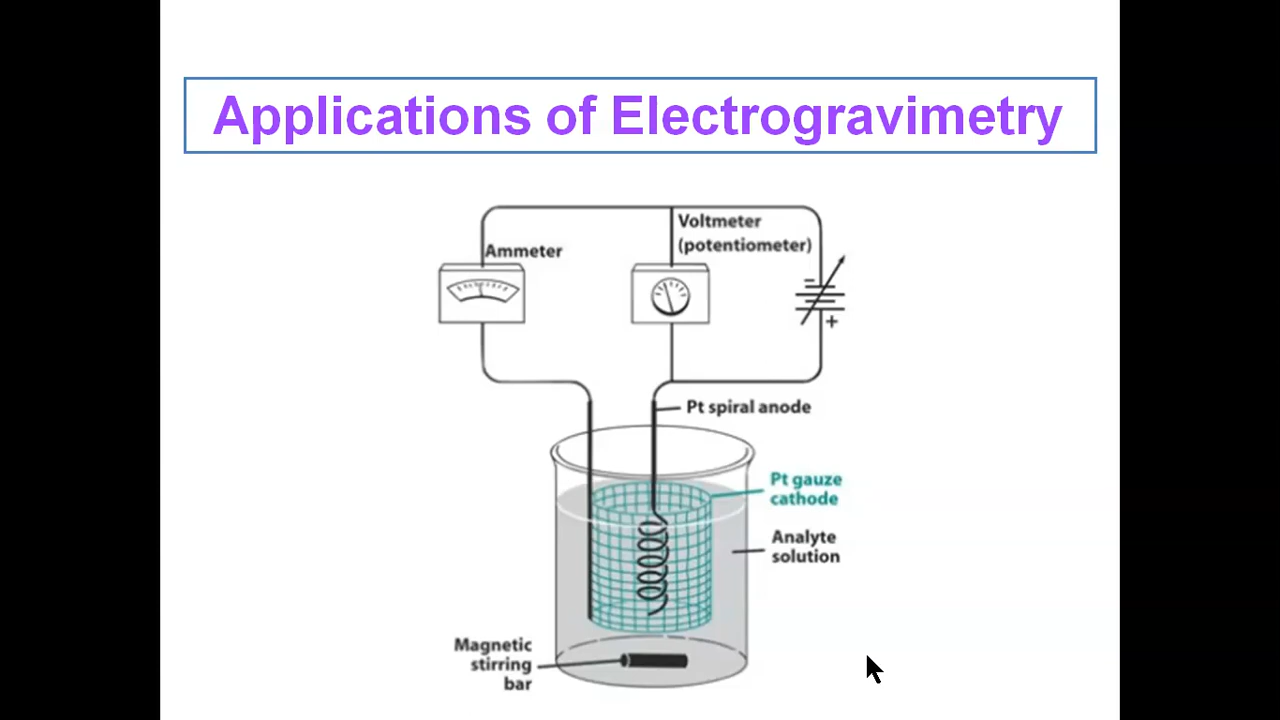 Applications of Electrogravimetry
Voltmeter
(potentiometer)
Ammeter
−
+
Pt spiral anode
Pt gauze
cathode
Analyte
solution
Magnetic
stirring
bar